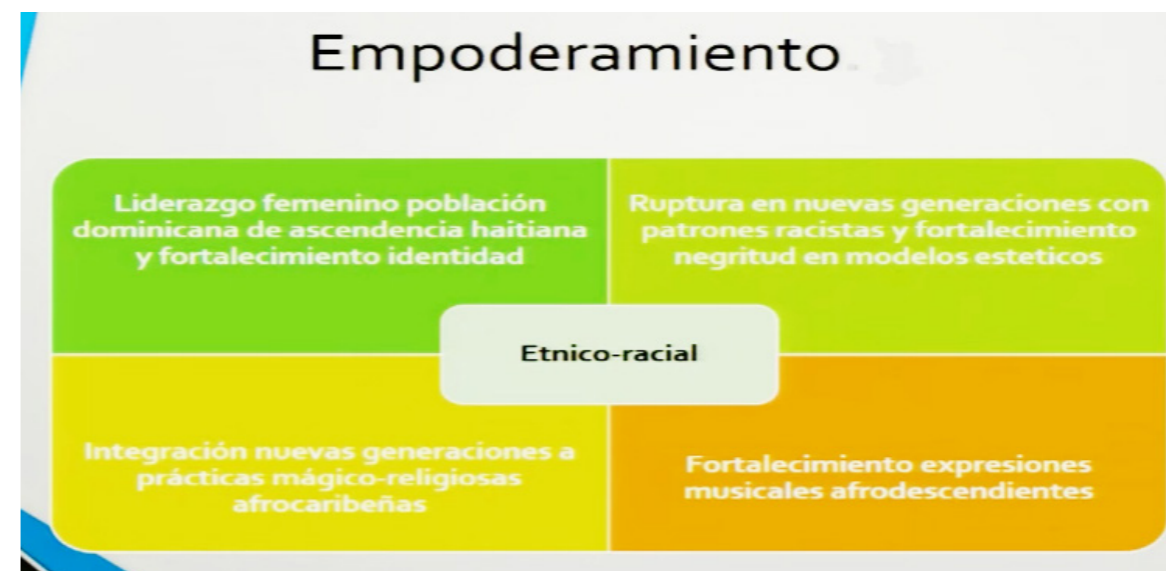 Empoderamiento
Liderazgo femenino población
dominicana de ascendencia haitiana
y fortalecimiento identidad
Ruptura en nuevas generaciones con
patrones racistas y fortalecimiento
negritud en modelos esteticos
Etnico-racial
Integración nuevas generaciones a
prácticas mágico-religiosas
afrocaribeñas
Fortalecimiento expresiones
musicales afrodescendientes